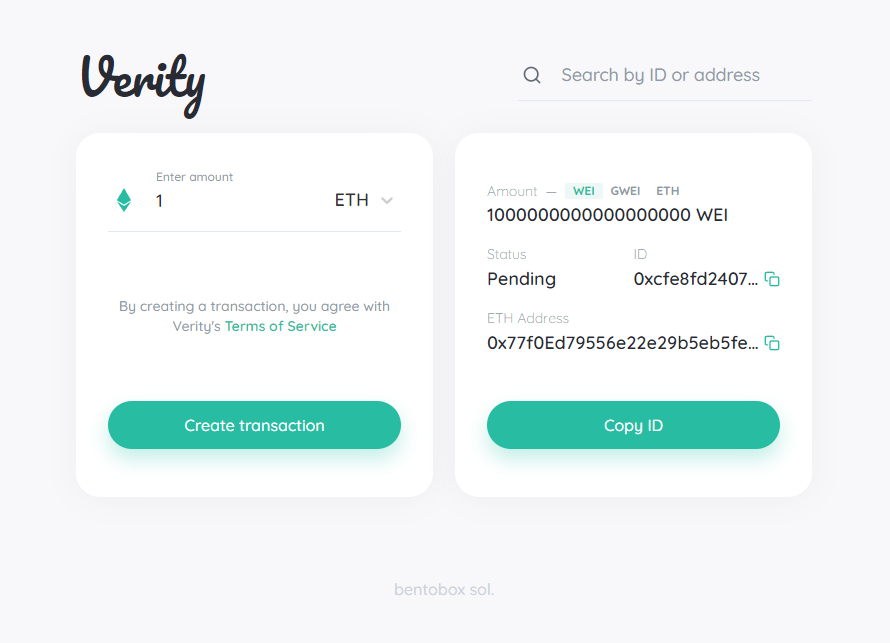 Verity
Search by ID or address
Enter amount
1 ETH
By creating a transaction, you agree with
Verity's Terms of Service
Create transaction
Amount — WEI GWEI ETH
1000000000000000000 WEI
Status ID
Pending 0xcfe8fd2407...
ETH Address
0x77f0Ed79556e22e29b5eb5fe...
Copy ID
bentobox sol.